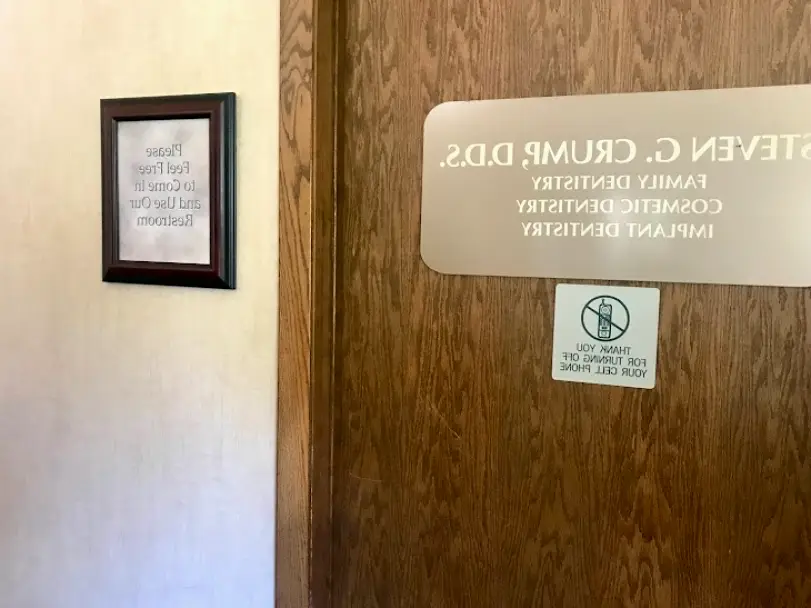 Please
Feel Free
to Come In
and Use Our
Restroom
STEVEN G. CRUMP, D.D.S.
FAMILY DENTISTRY
COSMETIC DENTISTRY
IMPLANT DENTISTRY
THANK YOU
FOR TURNING OFF
YOUR CELL PHONE